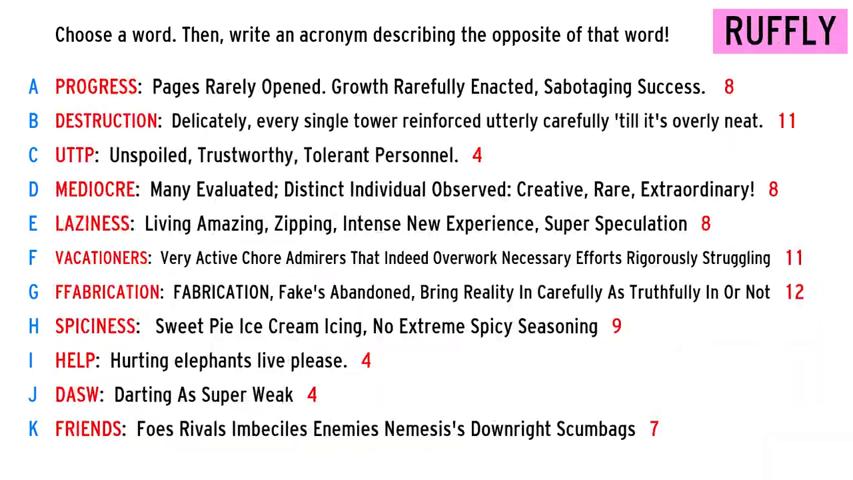 Choose a word. Then, write an acronym describing the opposite of that word!
RUFFLY
A PROGRESS: Pages Rarely Opened. Growth Rarefully Enacted, Sabotaging Success. 8
B DESTRUCTION: Delicately, every single tower reinforced utterly carefully 'till it's overly neat. 11
C UTTP: Unspoiled, Trustworthy, Tolerant Personnel. 4
D MEDIOCRE: Many Evaluated; Distinct Individual Observed: Creative, Rare, Extraordinary! 8
E LAZINESS: Living Amazing, Zipping, Intense New Experience, Super Speculation 8
F VACATIONERS: Very Active Chore Admirers That Indeed Overwork Necessary Efforts Rigorously Struggling 11
G FFABRICATION: FABRICATION, Fake's Abandoned, Bring Reality In Carefully As Truthfully In Or Not 12
H SPICINESS: Sweet Pie Ice Cream Icing, No Extreme Spicy Seasoning 9
I HELP: Hurting elephants live please. 4
J DASW: Darting As Super Weak 4
K FRIENDS: Foes Rivals Imbeciles Enemies Nemesis's Downright Scumbags 7